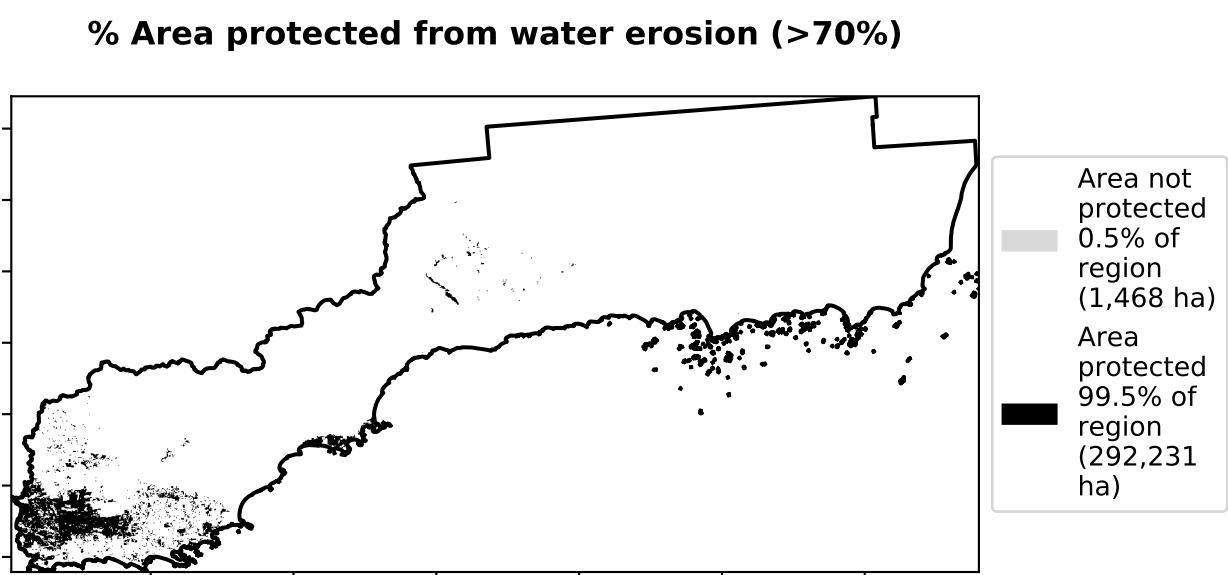 % Area protected from water erosion (>70%)
Area not
protected
0.5% of
region
(1,468 ha)
Area
protected
99.5% of
region
(292,231
ha)